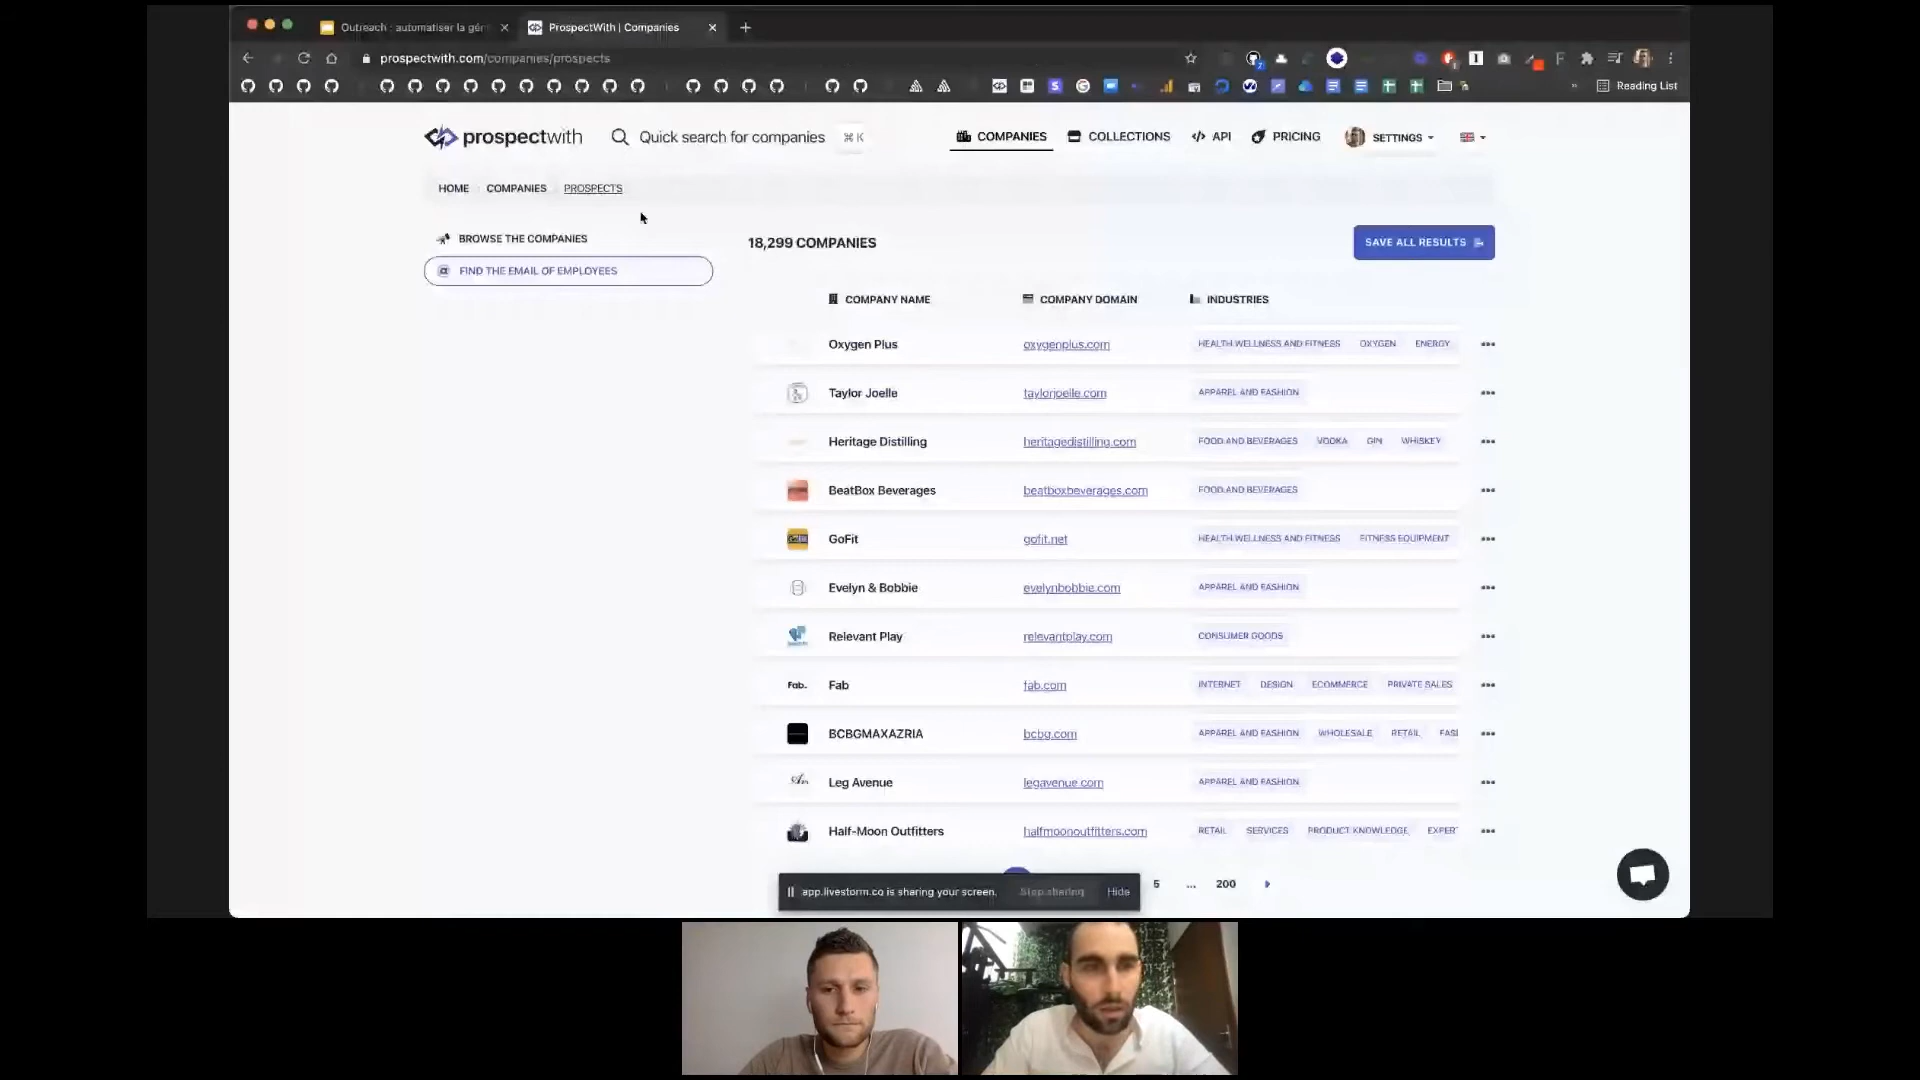 Outreach : automatiser la gén
ProspectWith | Companies
prospectwith.com/companies/prospects
Reading List
prospectwith
Quick search for companies
⌘ K
COMPANIES
COLLECTIONS
API
PRICING
SETTINGS
HOME
COMPANIES
PROSPECTS
BROWSE THE COMPANIES
FIND THE EMAIL OF EMPLOYEES
18,299 COMPANIES
SAVE ALL RESULTS
COMPANY NAME COMPANY DOMAIN INDUSTRIES
Oxygen Plus oxygenplus.com HEALTH WELLNESS AND FITNESS OXYGEN ENERGY
Taylor Joelle taylorjoelle.com APPAREL AND FASHION
Heritage Distilling heritagedistilling.com FOOD AND BEVERAGES VODKA GIN WHISKEY
BeatBox Beverages beatboxbeverages.com FOOD AND BEVERAGES
GoFit gofit.net HEALTH WELLNESS AND FITNESS FITNESS EQUIPMENT
Evelyn & Bobbie evelynbobbie.com APPAREL AND FASHION
Relevant Play relevantplay.com CONSUMER GOODS
Fab. Fab fab.com INTERNET DESIGN ECOMMERCE PRIVATE SALES
BCBGMAXAZRIA bcbg.com APPAREL AND FASHION WHOLESALE RETAIL FASI
Leg Avenue legavenue.com APPAREL AND FASHION
Half-Moon Outfitters halfmoonoutfitters.com RETAIL SERVICES PRODUCT KNOWLEDGE EXPERT
5 ... 200
app.livestorm.co is sharing your screen. Stop sharing Hide